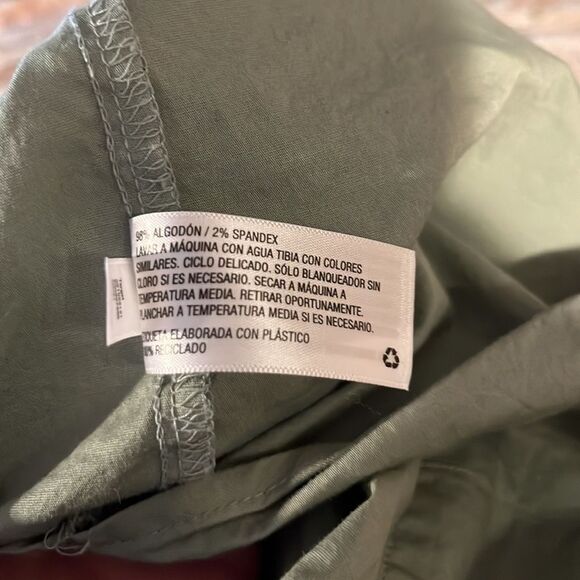 98% ALGODÓN / 2% SPANDEX
LAVAR A MÁQUINA CON AGUA TIBIA CON COLORES
SIMILARES. CICLO DELICADO. SÓLO BLANQUEADOR SIN
CLORO SI ES NECESARIO. SECAR A MÁQUINA A
TEMPERATURA MEDIA. RETIRAR OPORTUNAMENTE.
PLANCHAR A TEMPERATURA MEDIA SI ES NECESARIO.
ETIQUETA ELABORADA CON PLÁSTICO
100% RECICLADO